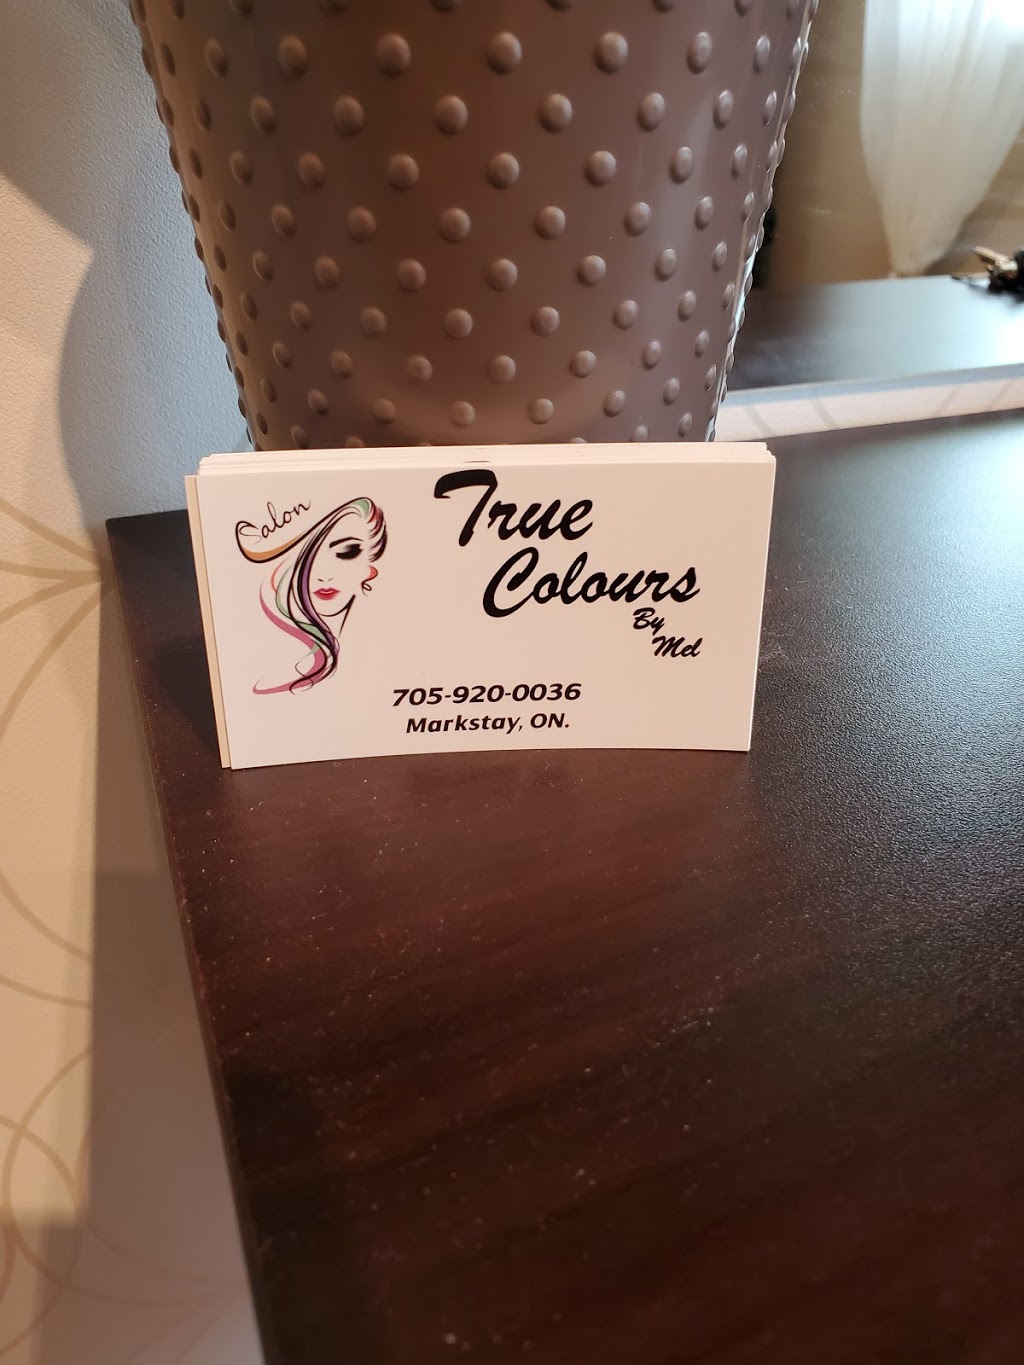 Salon
True
Colours
By
Mel
705-920-0036
Markstay, ON.